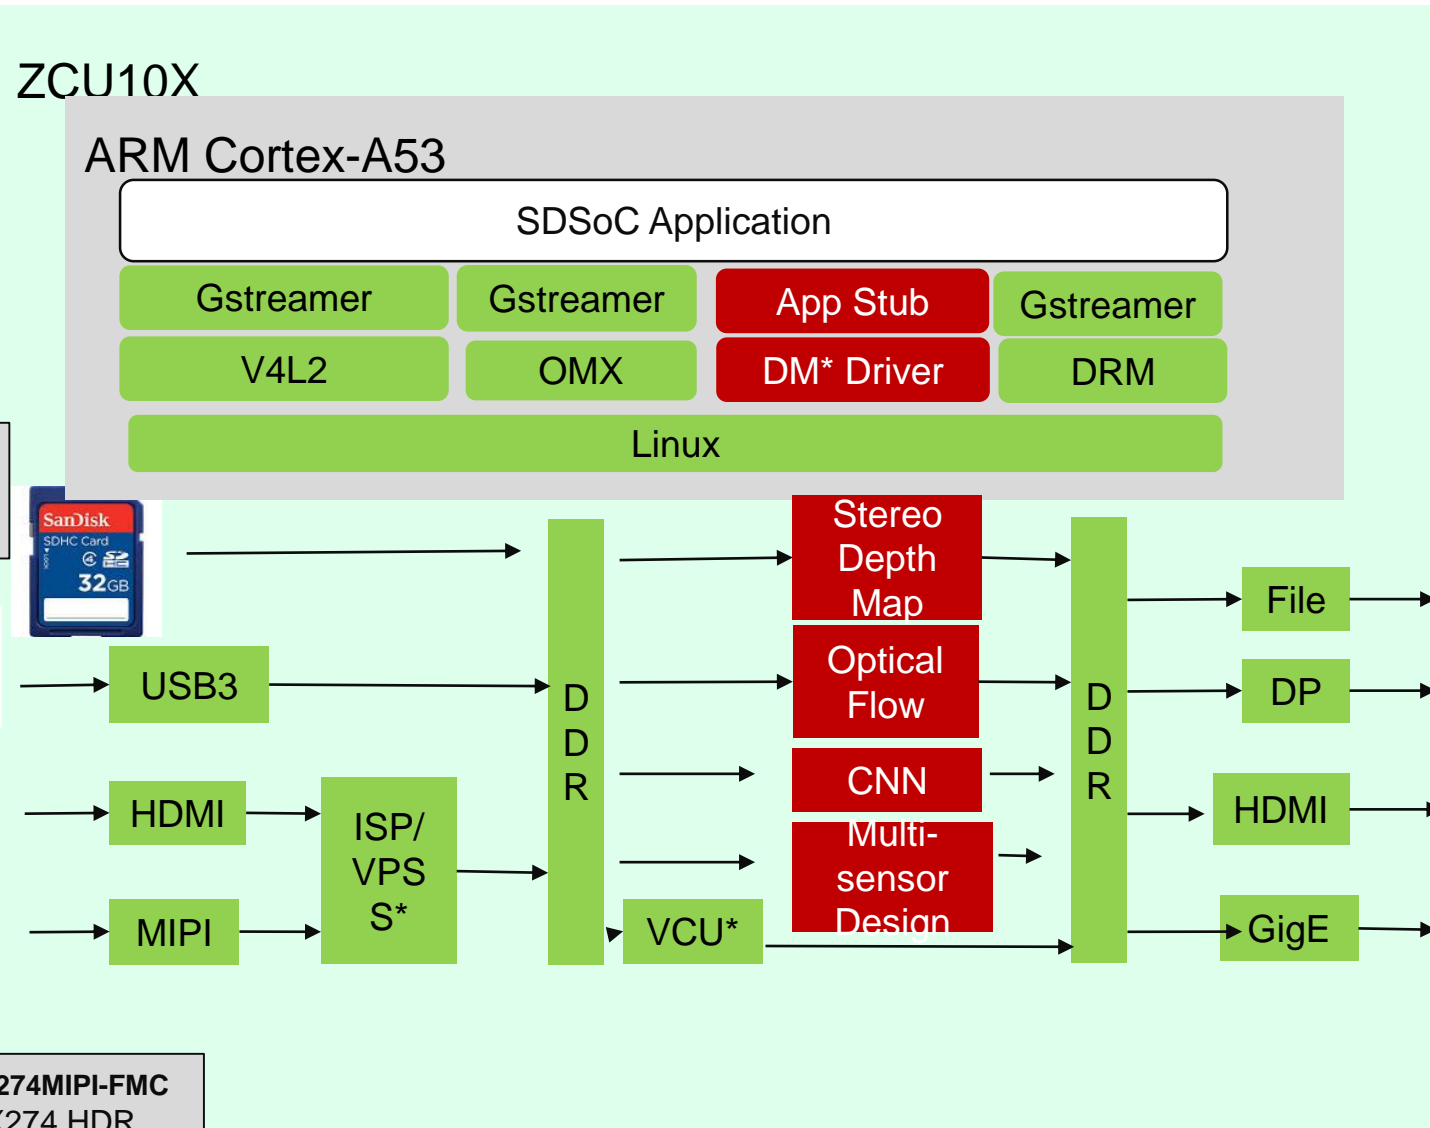 ZCU10X
ARM Cortex-A53
SDSoC Application
Gstreamer
Gstreamer
App Stub
Gstreamer
V4L2
OMX
DM* Driver
DRM
Linux
SanDisk
SDHC Card
4
32GB
Stereo
Depth
Map
File
USB3
D
D
R
Optical
Flow
D
D
R
DP
HDMI
ISP/
VPS
S*
CNN
HDMI
MIPI
VCU*
Multi-
sensor
Design
GigE
274MIPI-FMC
274 HDR